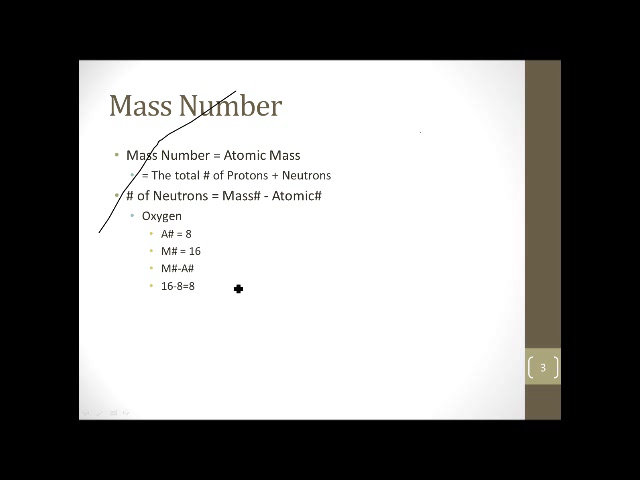 Mass Number
Mass Number = Atomic Mass
= The total # of Protons + Neutrons
# of Neutrons = Mass# - Atomic#
Oxygen
A# = 8
M# = 16
M#-A#
16-8=8
3